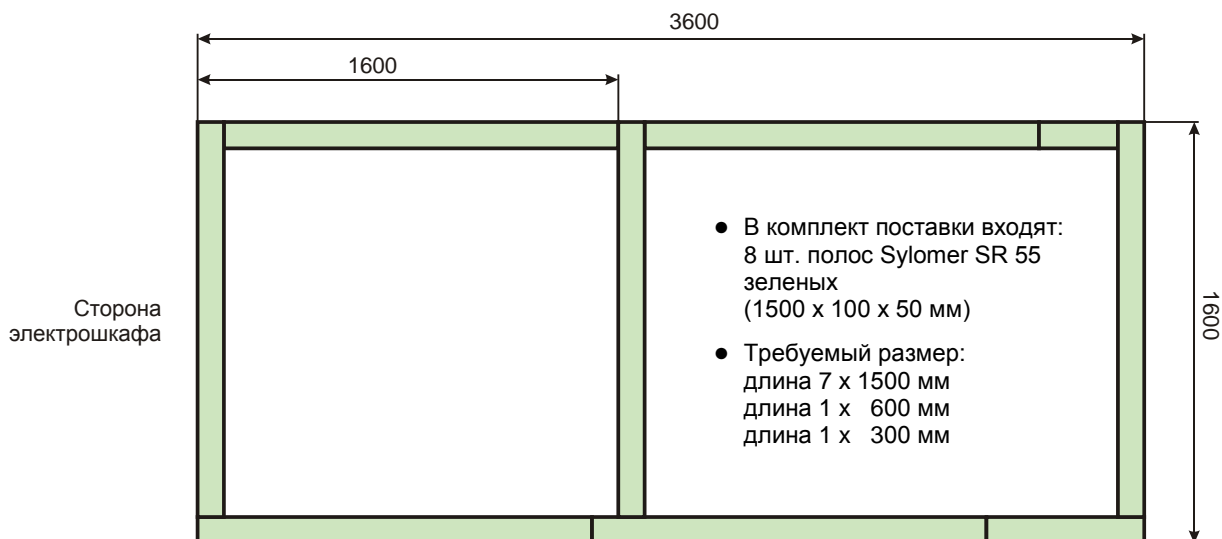 3600
1600
● В комплект поставки входят:
8 шт. полос Sylomer SR 55
зеленых
(1500 x 100 x 50 мм)
Сторона
электрошкафа
1600
● Требуемый размер:
длина 7 x 1500 мм
длина 1 x 600 мм
длина 1 x 300 мм